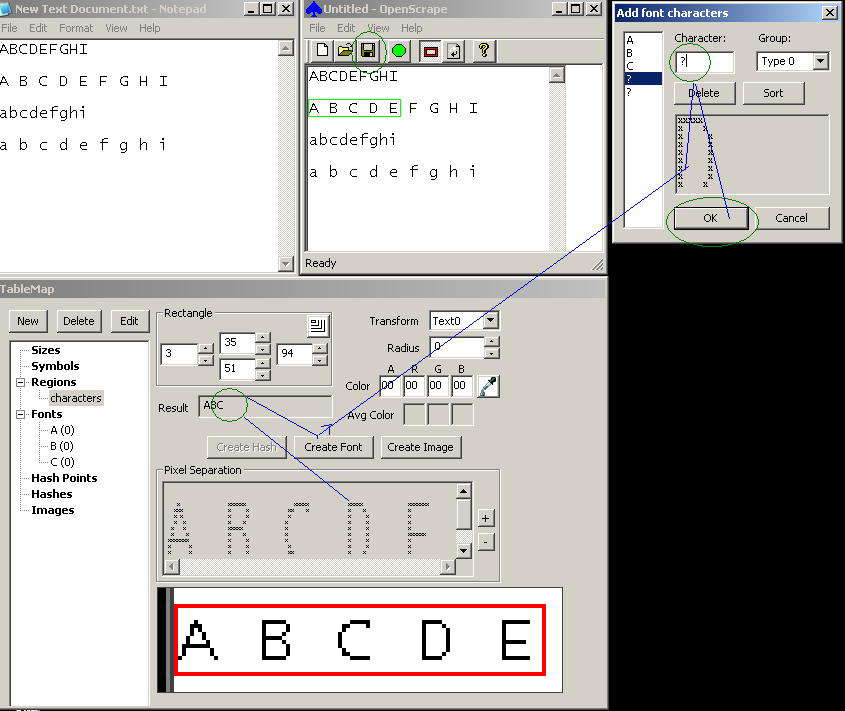 New Text Document.txt - Notepad
File Edit Format View Help
ABCDEFGHI
A B C D E F G H I
abcdefghi
a b c d e f g h i
Untitled - OpenScrape
File Edit View Help
ABCDEFGHI
A B C D E F G H I
abcdefghi
a b c d e f g h i
Ready
Add font characters
A
B
C
?
?
Character:
?
Group:
Type 0
Delete
Sort
OK
Cancel
TableMap
New
Delete
Edit
Sizes
Symbols
Regions
characters
Fonts
A (0)
B (0)
C (0)
Hash Points
Hashes
Images
Rectangle
3
35
51
94
Transform
Text0
Radius
0
A R G B
Color
00 00 00 00
Result
ABC
Avg Color
Create Hash
Create Font
Create Image
Pixel Separation
+
-
A B C D E